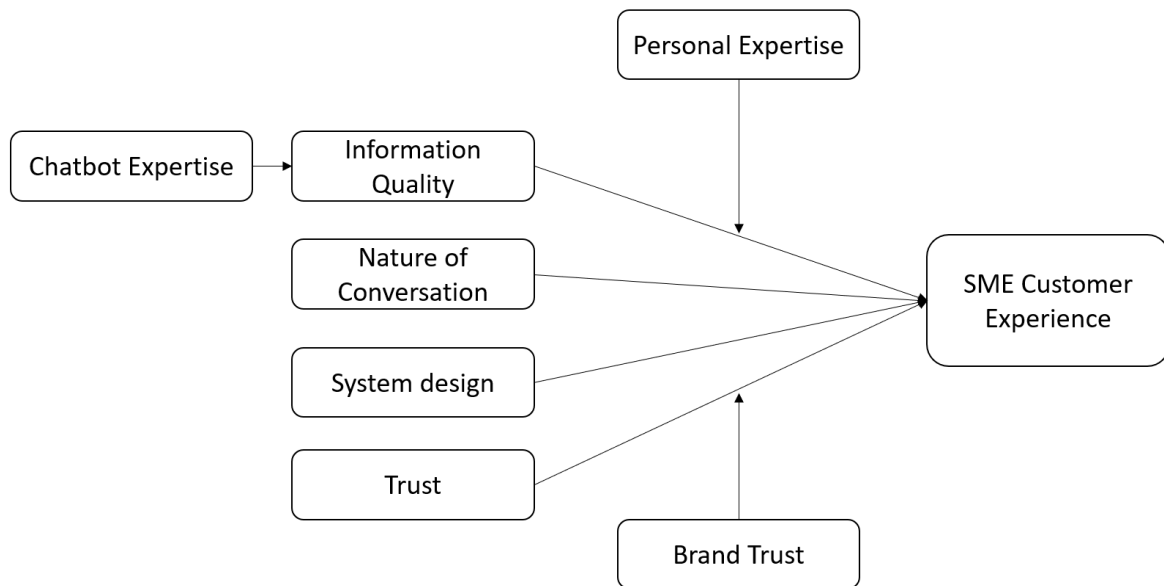 Personal Expertise
Chatbot Expertise
Information
Quality
Nature of
Conversation
SME Customer
Experience
System design
Trust
Brand Trust